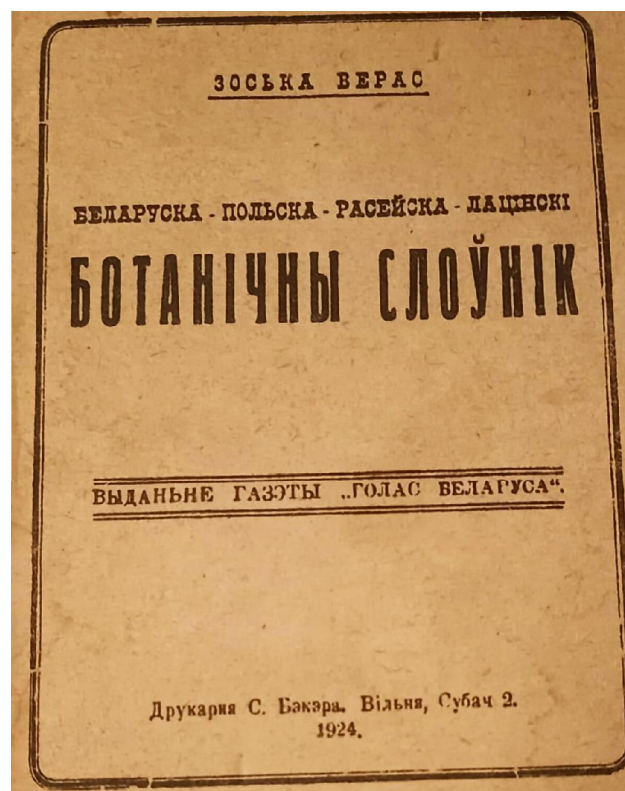 ЗОСЬКА ВЕРАС
БЕЛАРУСКА - ПОЛЬСКА - РАСЕЙСКА - ЛАЦІНСКІ
БОТАНІЧНЫ СЛОЎНІК
ВЫДАНЬНЕ ГАЗЭТЫ „ГОЛАС БЕЛАРУСА“.
Друкарня С. Бэкэра. Вільня, Субач 2.
1924.